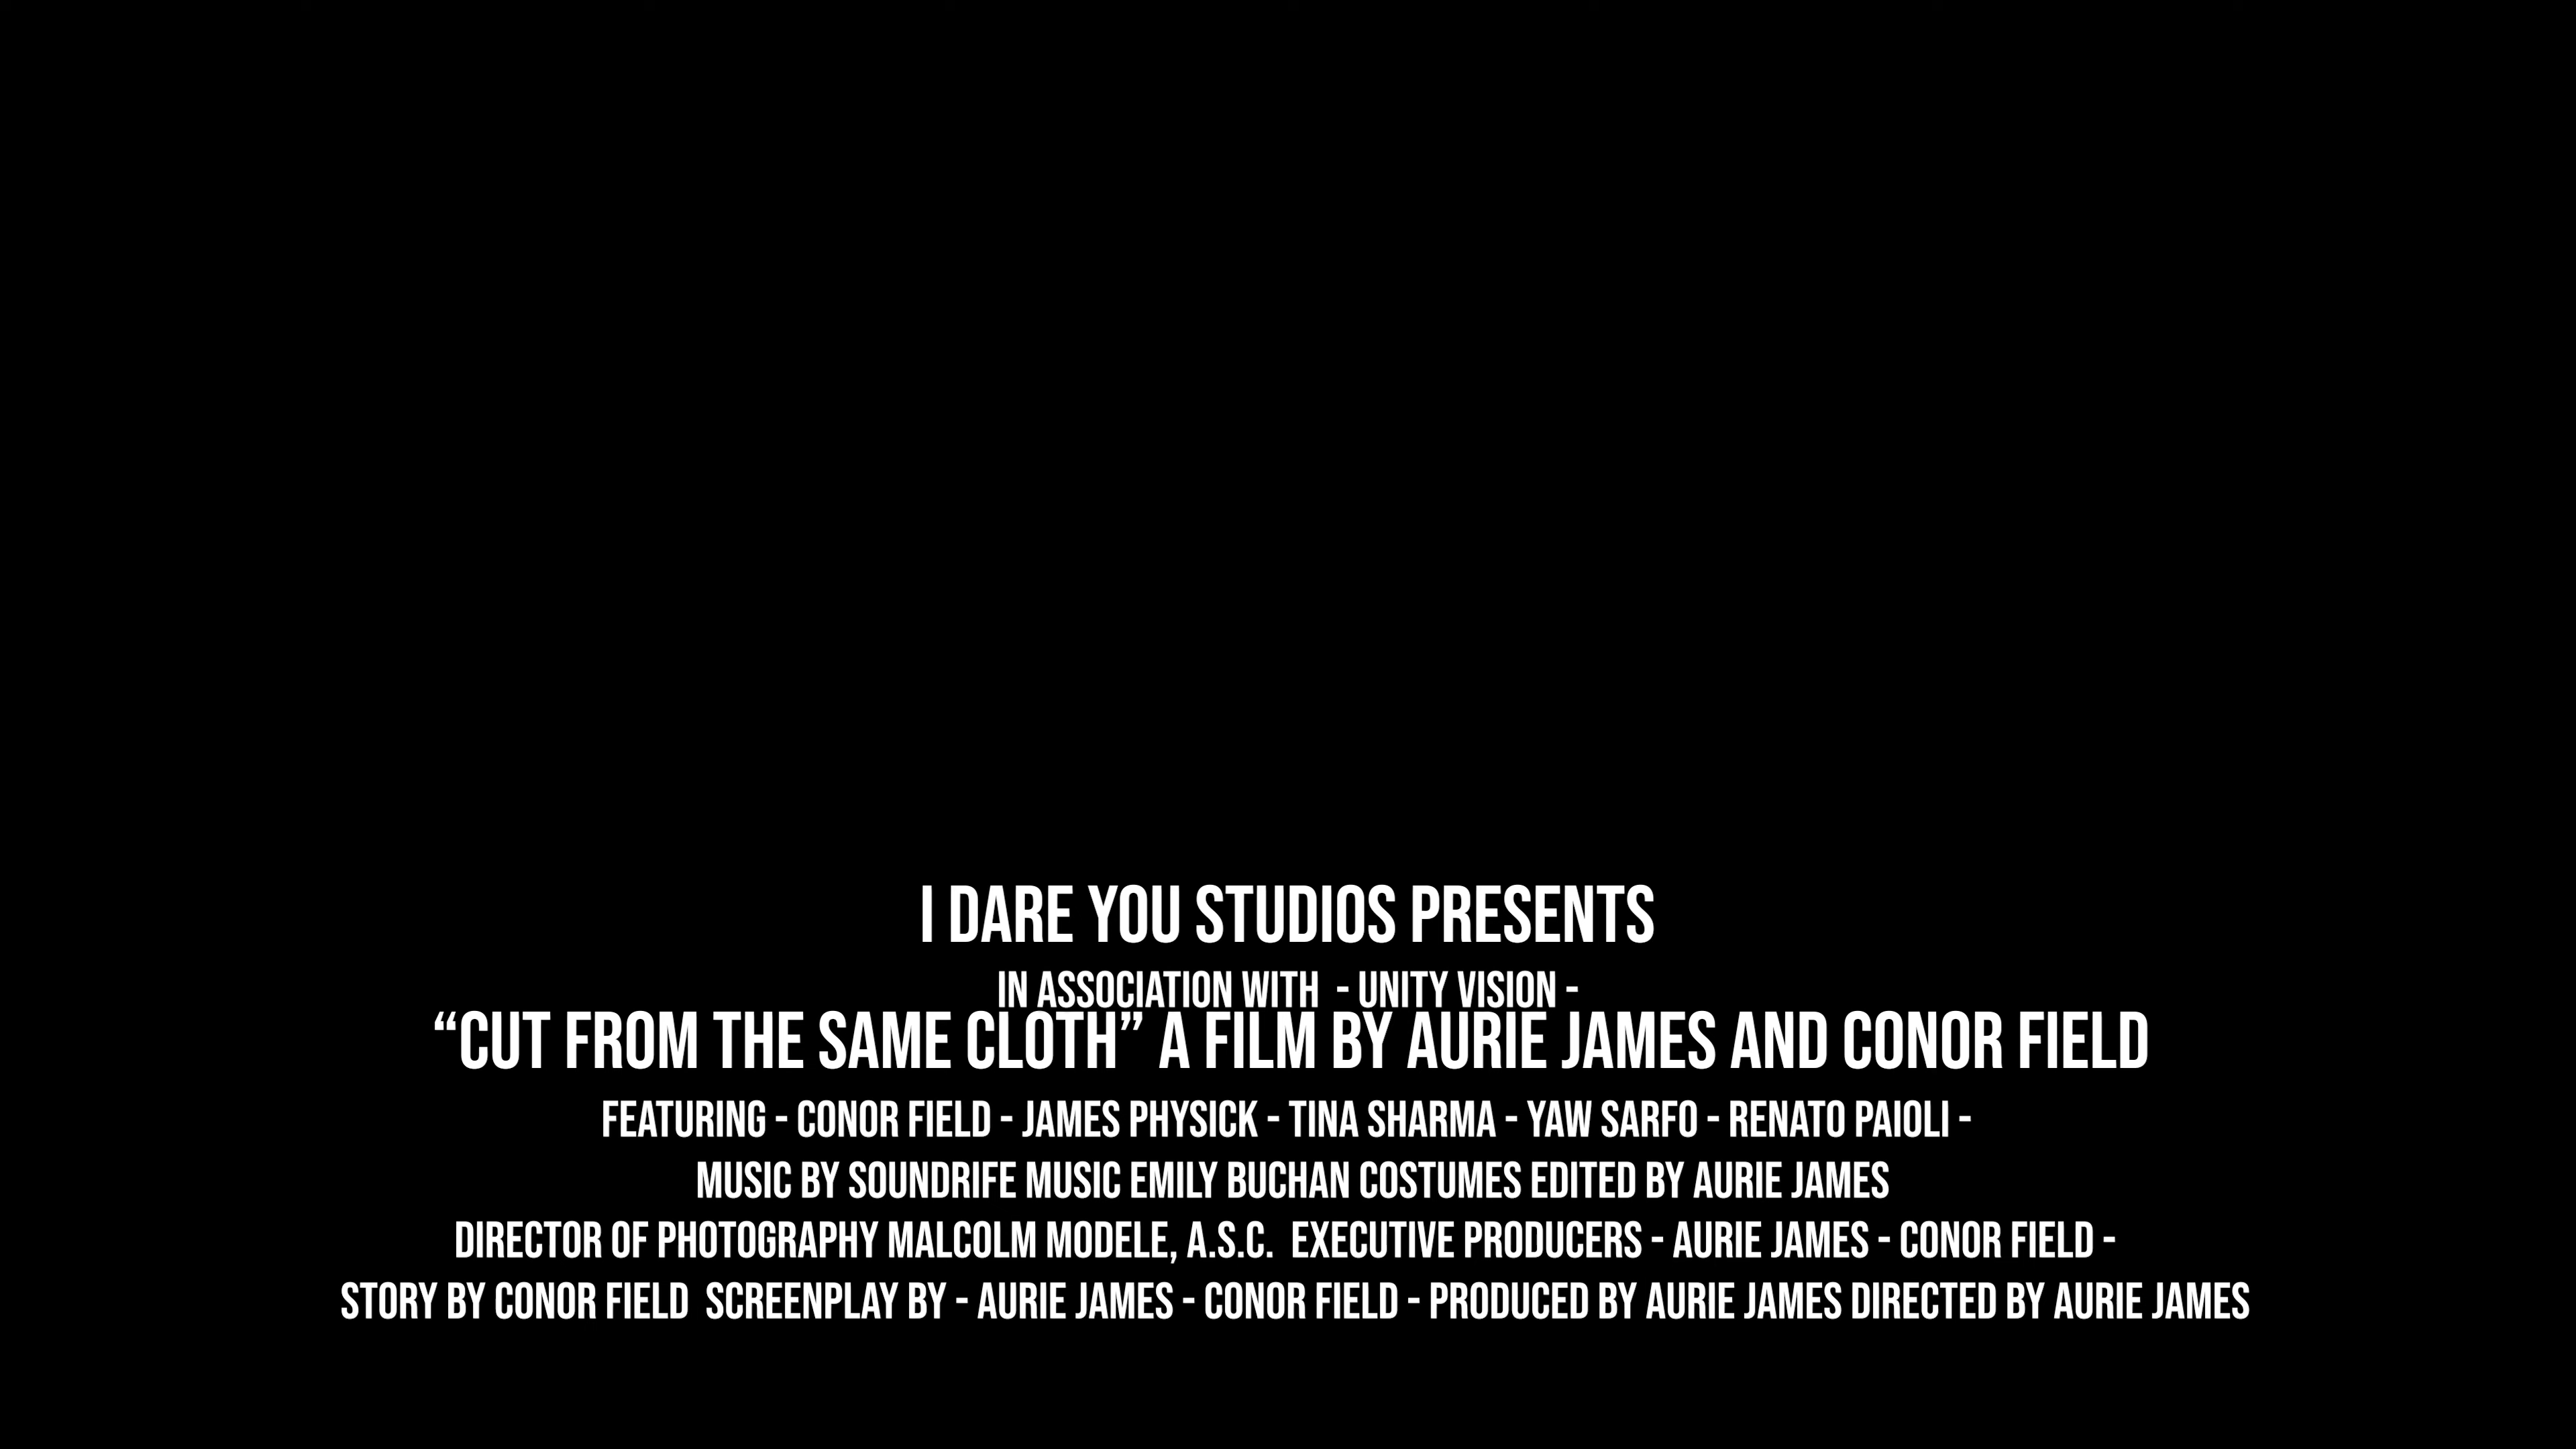 I DARE YOU STUDIOS PRESENTS
IN ASSOCIATION WITH - UNITY VISION -
“CUT FROM THE SAME CLOTH” A FILM BY AURIE JAMES AND CONOR FIELD
FEATURING - CONOR FIELD - JAMES PHYSICK - TINA SHARMA - YAW SARFO - RENATO PAIOLI -
MUSIC BY SOUNDRIFE MUSIC EMILY BUCHAN COSTUMES EDITED BY AURIE JAMES
DIRECTOR OF PHOTOGRAPHY MALCOLM MODELE, A.S.C. EXECUTIVE PRODUCERS - AURIE JAMES - CONOR FIELD -
STORY BY CONOR FIELD SCREENPLAY BY - AURIE JAMES - CONOR FIELD - PRODUCED BY AURIE JAMES DIRECTED BY AURIE JAMES